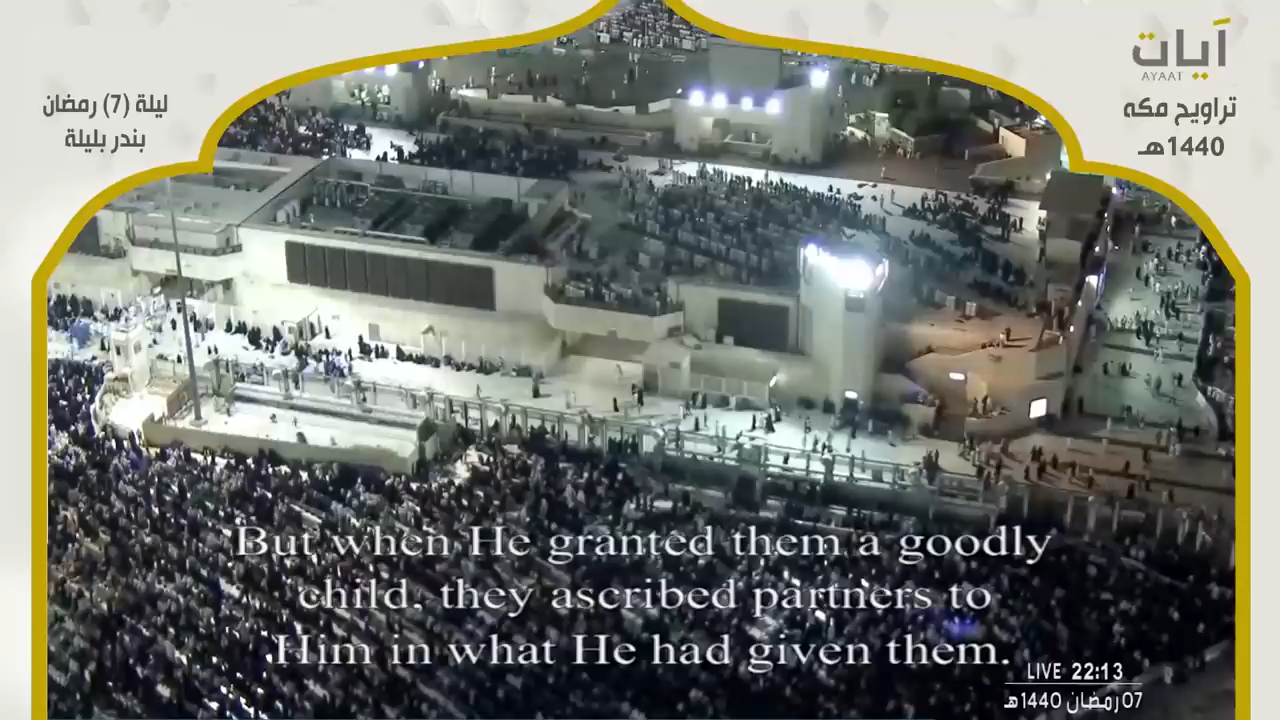 آيات
AYAAT
تراويح مكه
1440هـ
ليلة (7) رمضان
بندر بليلة
But when He granted them a goodly
child, they ascribed partners to
Him in what He had given them.
LIVE 22:13
07 رمضان 1440هـ